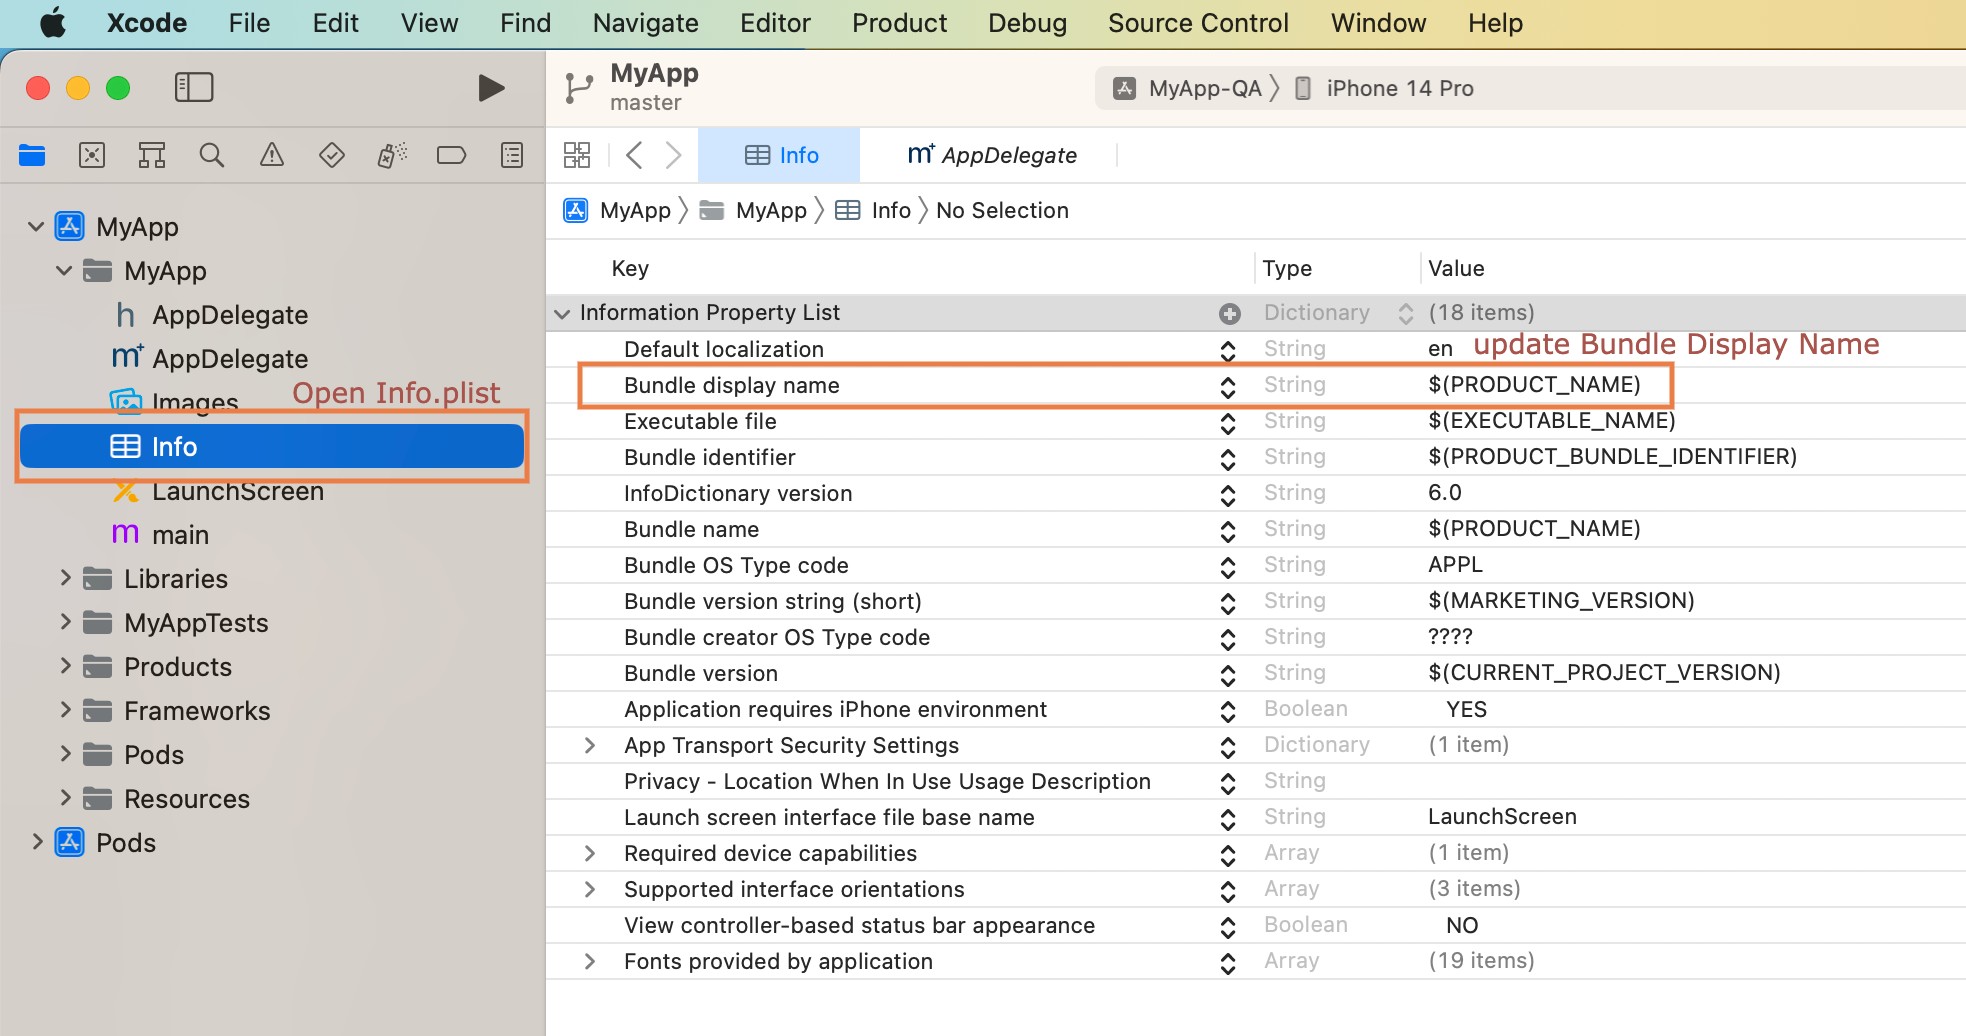 Xcode File Edit View Find Navigate Editor Product Debug Source Control Window Help
MyApp
master
MyApp-QA iPhone 14 Pro
Info
m+ AppDelegate
MyApp MyApp Info No Selection
MyApp
MyApp
h AppDelegate
m+ AppDelegate
Images
Open Info.plist
Info
LaunchScreen
m main
Libraries
MyAppTests
Products
Frameworks
Pods
Resources
Pods
Key Type Value
Information Property List Dictionary (18 items)
Default localization String en
update Bundle Display Name
Bundle display name String $(PRODUCT_NAME)
Executable file String $(EXECUTABLE_NAME)
Bundle identifier String $(PRODUCT_BUNDLE_IDENTIFIER)
InfoDictionary version String 6.0
Bundle name String $(PRODUCT_NAME)
Bundle OS Type code String APPL
Bundle version string (short) String $(MARKETING_VERSION)
Bundle creator OS Type code String ????
Bundle version String $(CURRENT_PROJECT_VERSION)
Application requires iPhone environment Boolean YES
App Transport Security Settings Dictionary (1 item)
Privacy - Location When In Use Usage Description String
Launch screen interface file base name String LaunchScreen
Required device capabilities Array (1 item)
Supported interface orientations Array (3 items)
View controller-based status bar appearance Boolean NO
Fonts provided by application Array (19 items)